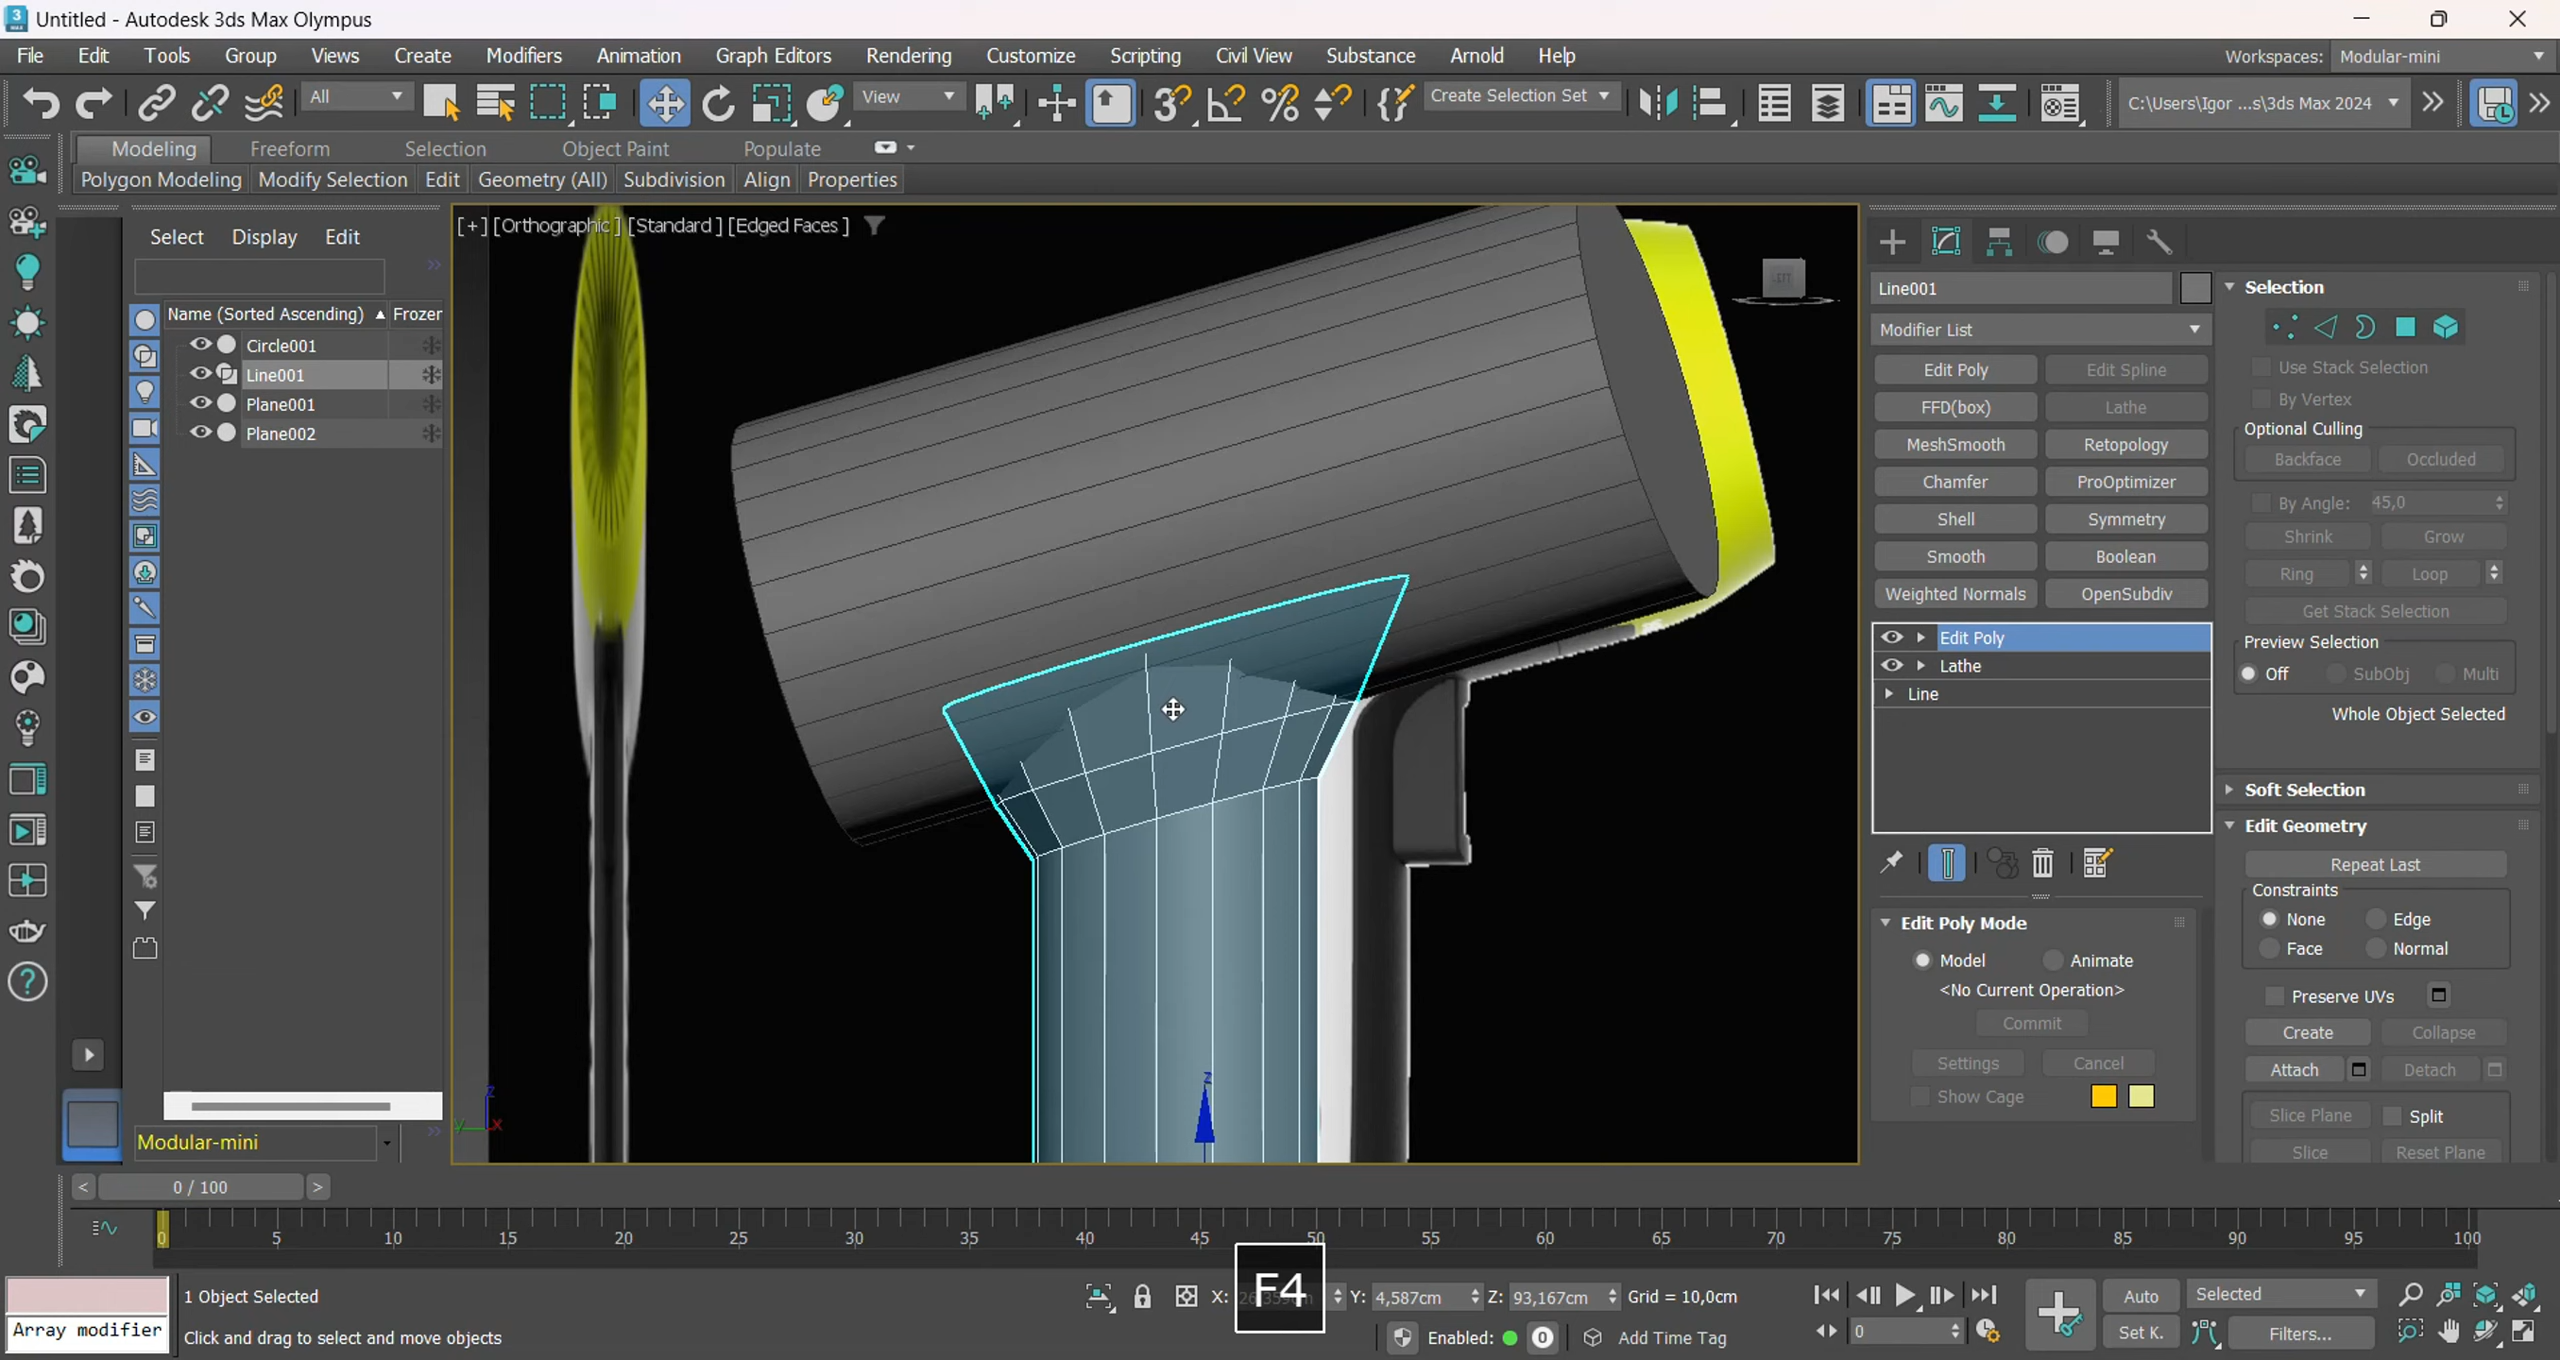 Untitled - Autodesk 3ds Max Olympus
File Edit Tools Group Views Create Modifiers Animation Graph Editors Rendering Customize Scripting Civil View Substance Arnold Help Workspaces: Modular-mini
All View Create Selection Set C:\Users\Igor ...s\3ds Max 2024
Modeling Freeform Selection Object Paint Populate
Polygon Modeling Modify Selection Edit Geometry (All) Subdivision Align Properties
Select Display Edit
Name (Sorted Ascending) Frozen
Circle001
Line001
Plane001
Plane002
Modular-mini
[+] [Orthographic ] [Standard ] [Edged Faces ]
Line001
Modifier List
Edit Poly Edit Spline
FFD(box) Lathe
MeshSmooth Retopology
Chamfer ProOptimizer
Shell Symmetry
Smooth Boolean
Weighted Normals OpenSubdiv
Edit Poly
Lathe
Line
Edit Poly Mode
Model Animate
<No Current Operation>
Commit
Settings Cancel
Show Cage
Selection
Use Stack Selection
By Vertex
Optional Culling
Backface Occluded
By Angle: 45,0
Shrink Grow
Ring Loop
Get Stack Selection
Preview Selection
Off SubObj Multi
Whole Object Selected
Soft Selection
Edit Geometry
Repeat Last
Constraints
None Edge
Face Normal
Preserve UVs
Create Collapse
Attach Detach
Slice Plane Split
Slice Reset Plane
z
y x
z
< 0 / 100 >
0 5 10 15 20 25 30 35 40 45 50 55 60 65 70 75 80 85 90 95 100
F4
Array modifier
1 Object Selected
Click and drag to select and move objects
X: Y: 4,587cm Z: 93,167cm Grid = 10,0cm
Enabled: 0 Add Time Tag
0
Auto Selected
Set K. Filters...